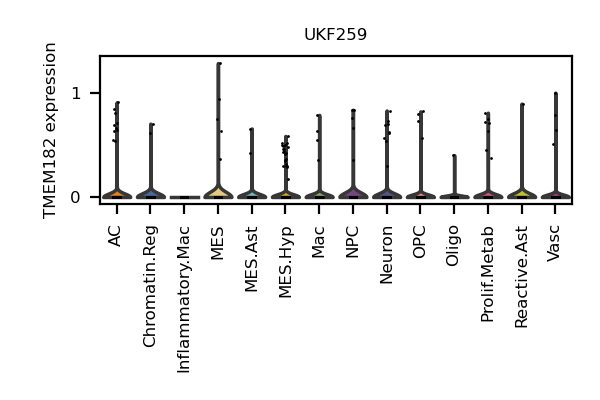 UKF259
TMEM182 expression
1
0
AC
Chromatin.Reg
Inflammatory.Mac
MES
MES.Ast
MES.Hyp
Mac
NPC
Neuron
OPC
Oligo
Prolif.Metab
Reactive.Ast
Vasc